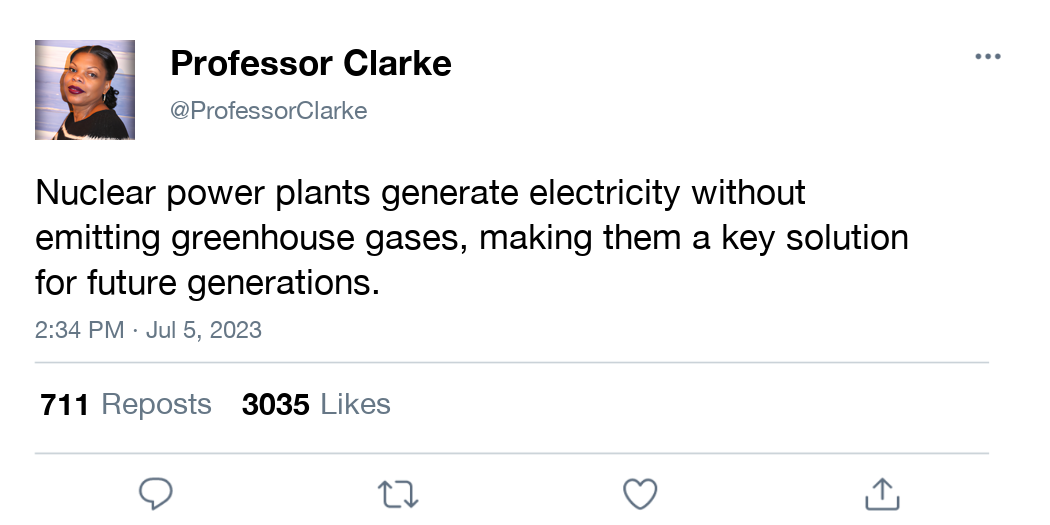 Professor Clarke
@ProfessorClarke
Nuclear power plants generate electricity without
emitting greenhouse gases, making them a key solution
for future generations.
2:34 PM · Jul 5, 2023
711 Reposts 3035 Likes